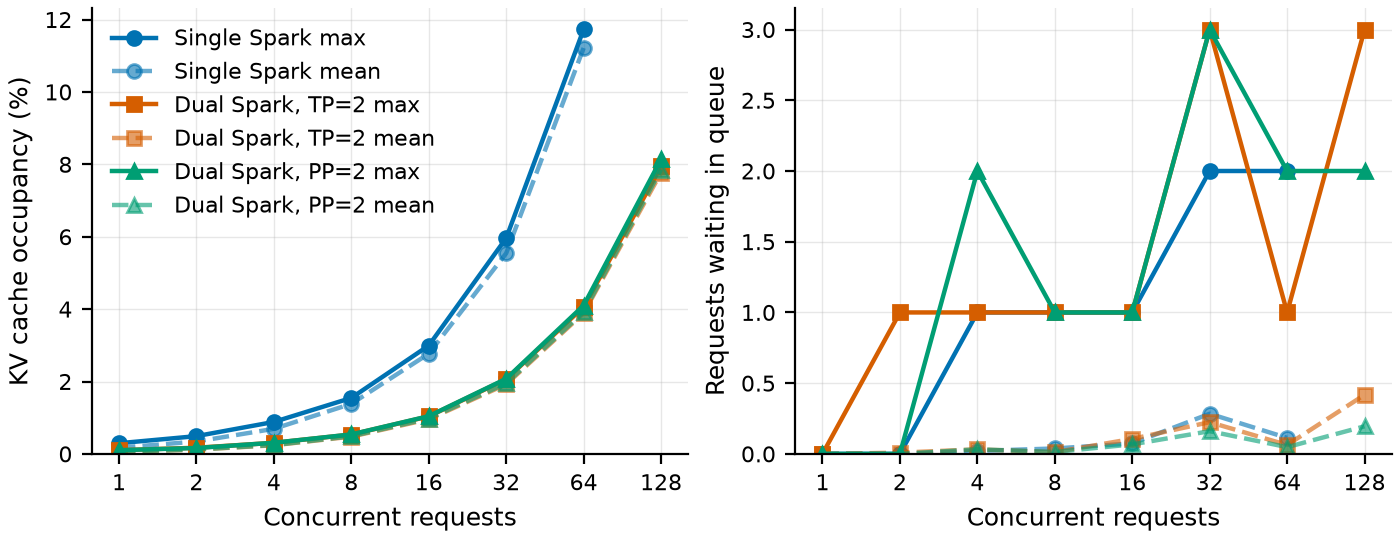 KV cache occupancy (%)
12
10
8
6
4
2
0
Single Spark max
Single Spark mean
Dual Spark, TP=2 max
Dual Spark, TP=2 mean
Dual Spark, PP=2 max
Dual Spark, PP=2 mean
1 2 4 8 16 32 64 128
Concurrent requests
Requests waiting in queue
3.0
2.5
2.0
1.5
1.0
0.5
0.0
1 2 4 8 16 32 64 128
Concurrent requests